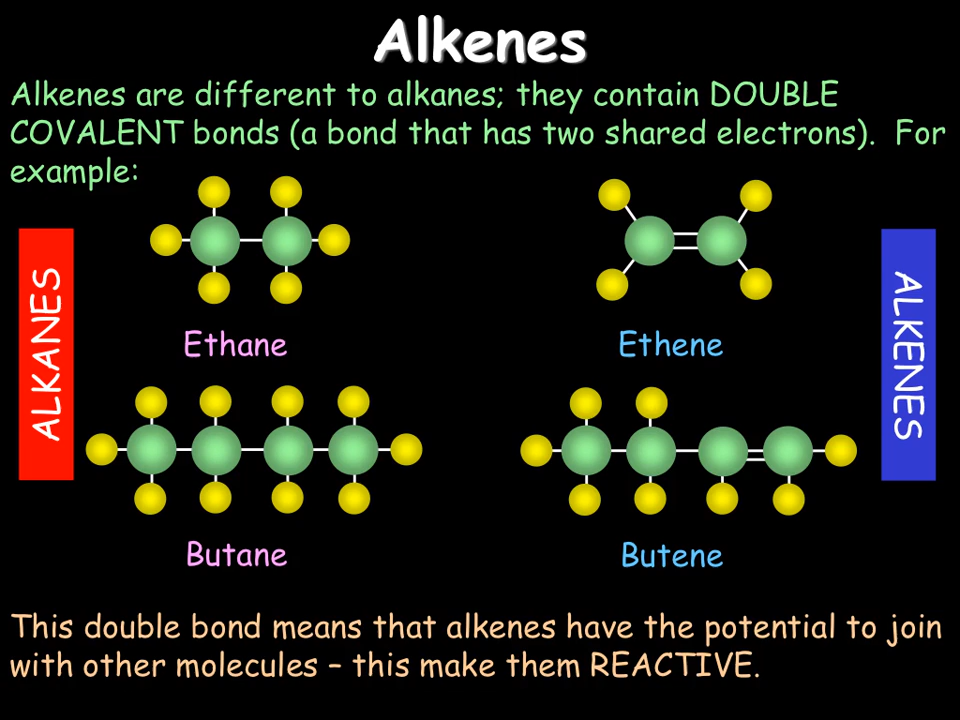 Alkenes
Alkenes are different to alkanes; they contain DOUBLE
COVALENT bonds (a bond that has two shared electrons).  For
example:
ALKANES
ALKENES
Ethane
Ethene
Butane
Butene
This double bond means that alkenes have the potential to join
with other molecules – this make them REACTIVE.